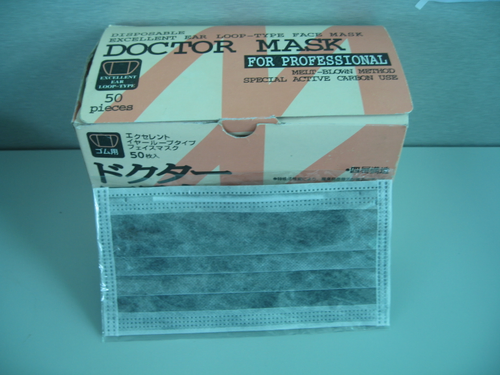 DISPOSABLE
EXCELLENT EAR LOOP-TYPE FACE MASK
DOCTOR MASK
FOR PROFESSIONAL
MELT-BLOWN METHOD
SPECIAL ACTIVE CARBON USE
EXCELLENT
EAR
LOOP-TYPE
50
pieces
ゴム用
エクセレント
イヤーループタイプ
フェイスマスク
50枚入
ドクター